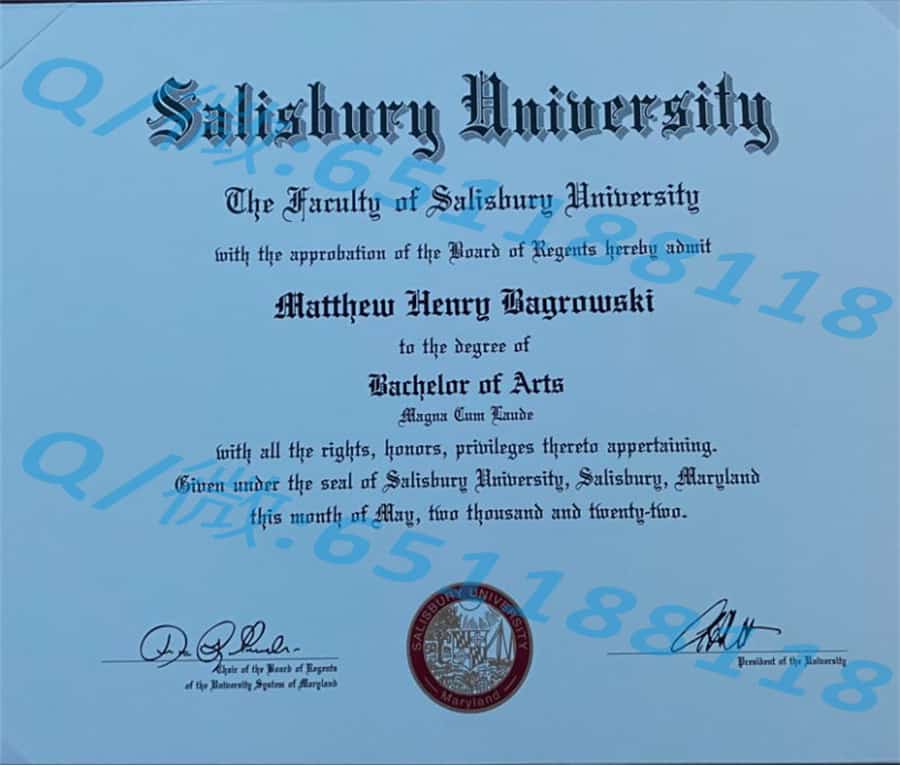 Q/微:651188118
Salisbury University
The Faculty of Salisbury University
with the approbation of the Board of Regents hereby admit
Matthew Henry Bagrowski
to the degree of
Bachelor of Arts
Magna Cum Laude
with all the rights, honors, privileges thereto appertaining.
Given under the seal of Salisbury University, Salisbury, Maryland
this month of May, two thousand and twenty-two.
Q/微:651188118
Chair of the Board of Regents
of the University System of Maryland
SALISBURY UNIVERSITY
Maryland
President of the University